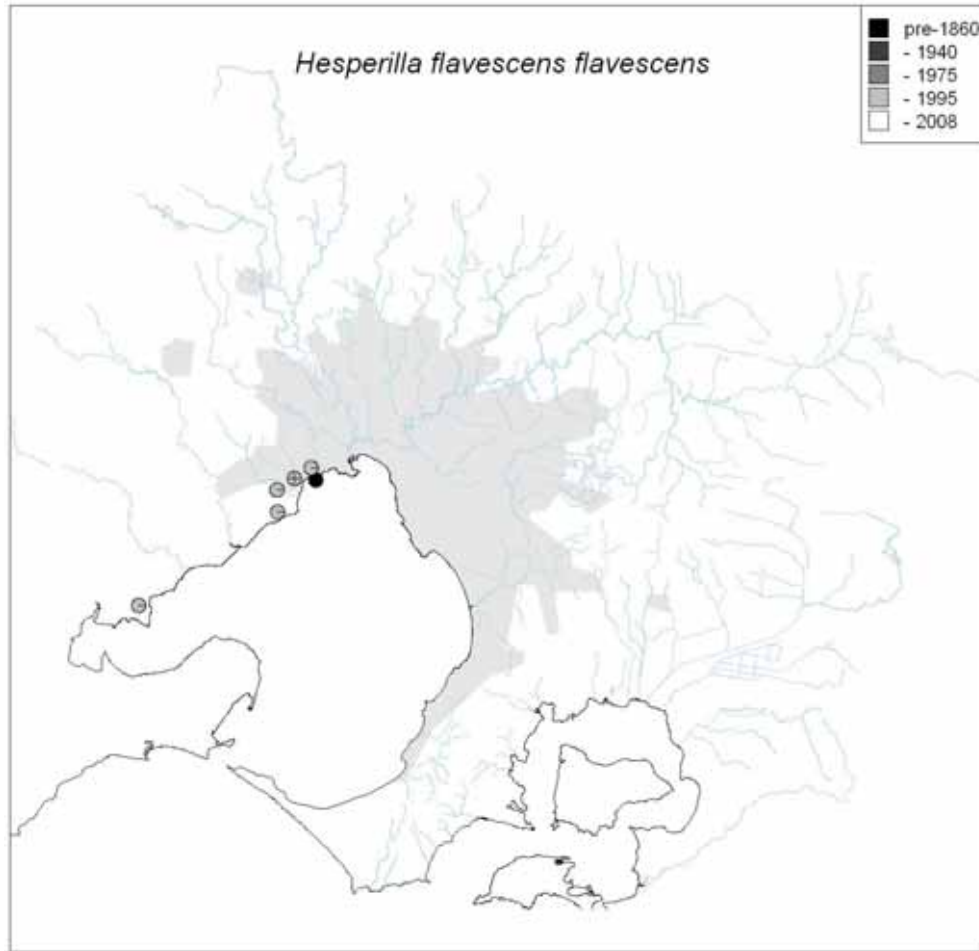 Hesperilla flavescens flavescens
pre-1860
- 1940
- 1975
- 1995
- 2008